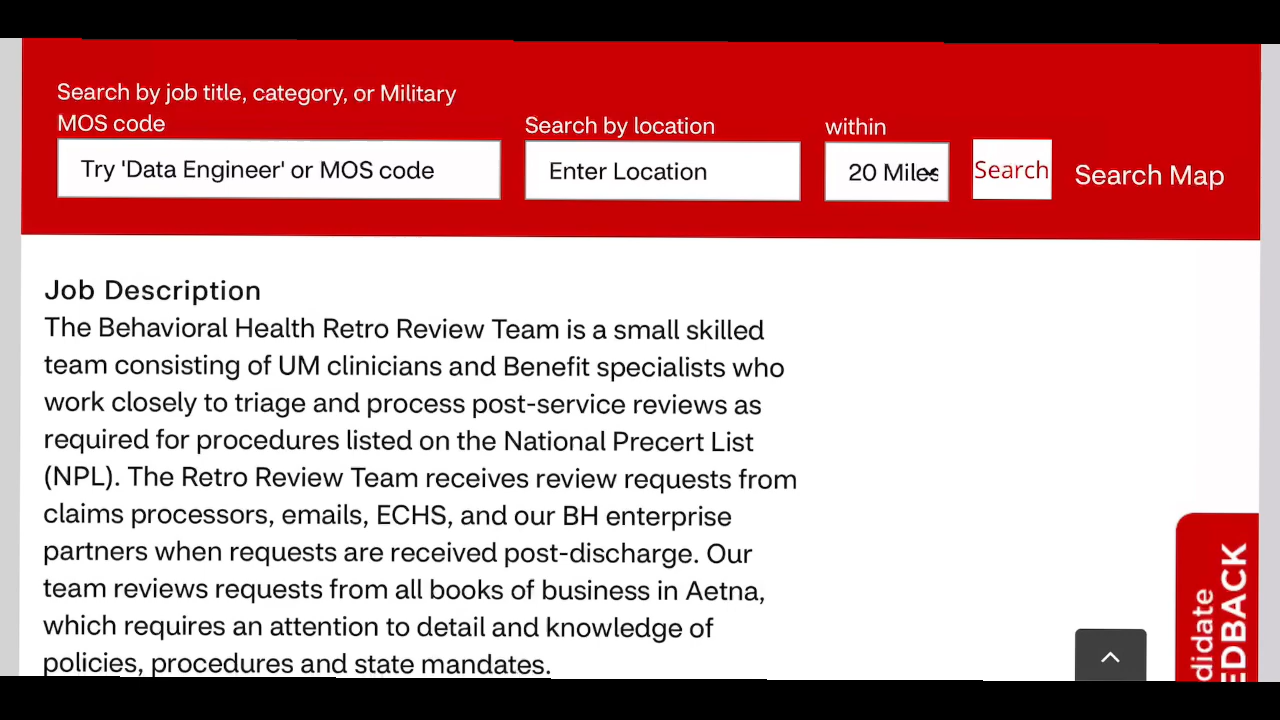 Search by job title, category, or Military
MOS code
Search by location
within
Try 'Data Engineer' or MOS code
Enter Location
20 Miles
Search
Search Map
Job Description
The Behavioral Health Retro Review Team is a small skilled
team consisting of UM clinicians and Benefit specialists who
work closely to triage and process post-service reviews as
required for procedures listed on the National Precert List
(NPL). The Retro Review Team receives review requests from
claims processors, emails, ECHS, and our BH enterprise
partners when requests are received post-discharge. Our
team reviews requests from all books of business in Aetna,
which requires an attention to detail and knowledge of
policies, procedures and state mandates.